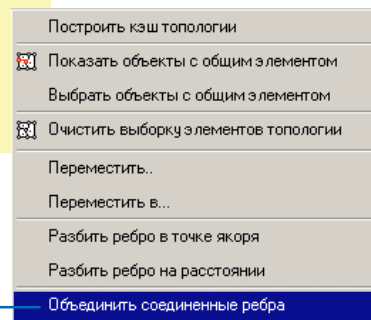 Построить кэш топологии
Показать объекты с общим элементом
Выбрать объекты с общим элементом
Очистить выборку элементов топологии
Переместить..
Переместить в...
Разбить ребро в точке якоря
Разбить ребро на расстоянии
Объединить соединенные ребра